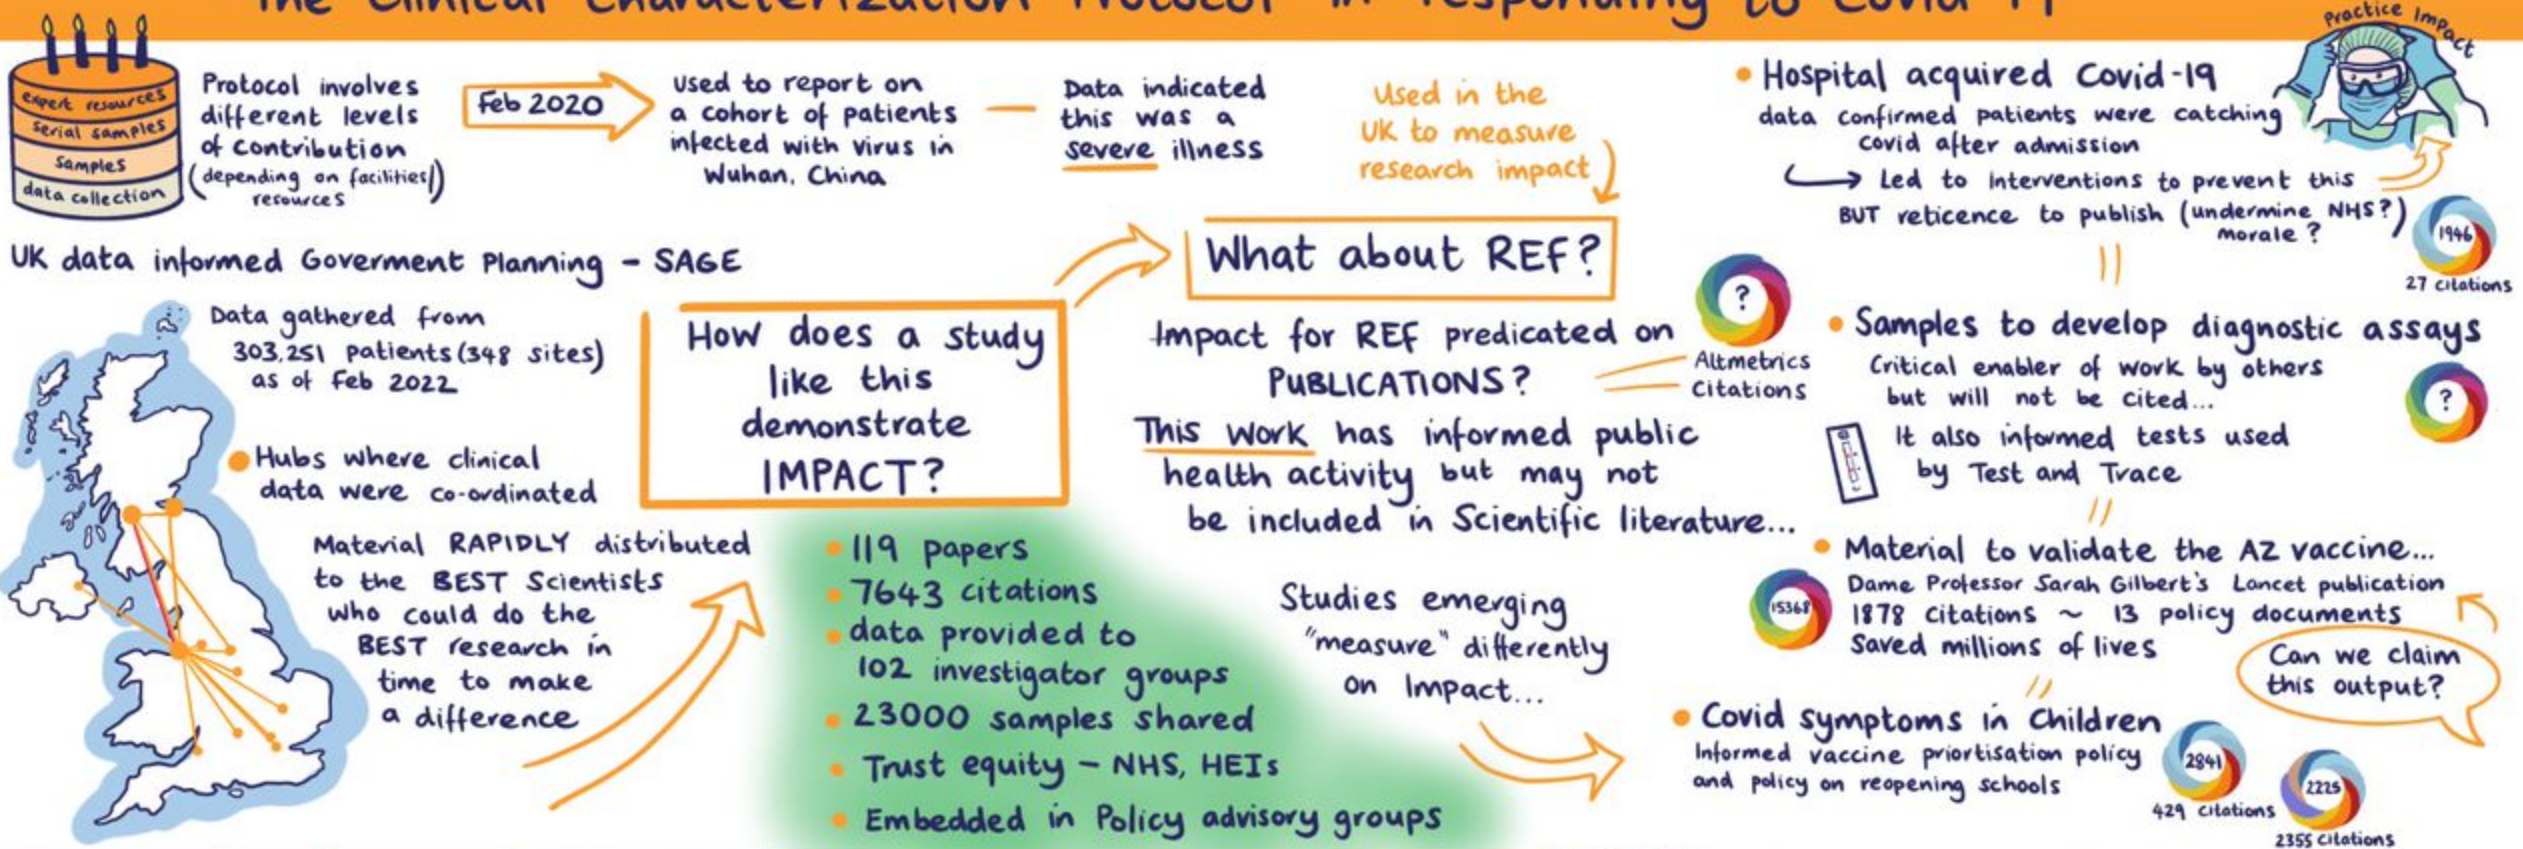 The Clinical Characterization Protocol in responding to Covid-19
expert resources
serial samples
samples
data collection
Protocol involves
different levels
of contribution
(depending on facilities/)
resources
Feb 2020
Used to report on
a cohort of patients
infected with virus in
Wuhan, China
Data indicated
this was a
severe illness
UK data informed Goverment Planning - SAGE
Data gathered from
303,251 patients (348 sites)
as of Feb 2022
Hubs where clinical
data were co-ordinated
Material RAPIDLY distributed
to the BEST Scientists
who could do the
BEST research in
time to make
a difference
How does a study
like this
demonstrate
IMPACT?
119 papers
7643 citations
data provided to
102 investigator groups
23000 samples shared
Trust equity - NHS, HEIs
Embedded in Policy advisory groups
Used in the
UK to measure
research impact
What about REF?
Impact for REF predicated on
PUBLICATIONS?
?
Altmetrics
Citations
This work has informed public
health activity but may not
be included in Scientific literature...
Studies emerging
"measure" differently
on Impact...
Practice Impact
Hospital acquired Covid-19
data confirmed patients were catching
covid after admission
Led to interventions to prevent this
BUT reticence to publish (undermine NHS?)
morale?
1946
27 citations
Samples to develop diagnostic assays
Critical enabler of work by others
but will not be cited...
?
It also informed tests used
by Test and Trace
Material to validate the AZ vaccine...
Dame Professor Sarah Gilbert's Lancet publication
15368
1878 citations ~ 13 policy documents
Saved millions of lives
Can we claim
this output?
Covid symptoms in Children
Informed vaccine priortisation policy
and policy on reopening schools
2841
429 citations
2225
2355 citations